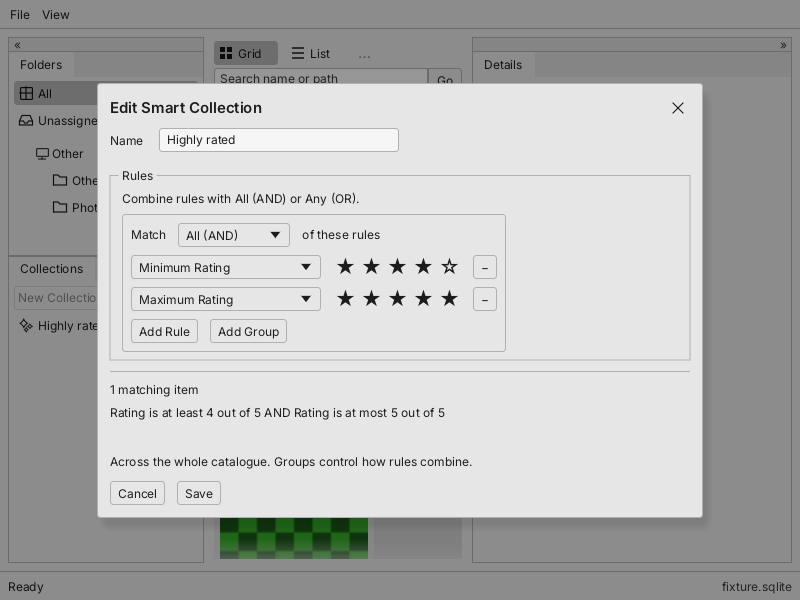 File View
« »
Folders
Grid List ...
Details
Search name or path Go
All
Unassigne
Other
Othe
Phot
Collections
New Collectio
Highly rate
Edit Smart Collection
Name Highly rated
Rules
Combine rules with All (AND) or Any (OR).
Match All (AND) of these rules
Minimum Rating ★ ★ ★ ★ ☆ –
Maximum Rating ★ ★ ★ ★ ★ –
Add Rule Add Group
1 matching item
Rating is at least 4 out of 5 AND Rating is at most 5 out of 5
Across the whole catalogue. Groups control how rules combine.
Cancel Save
Ready fixture.sqlite